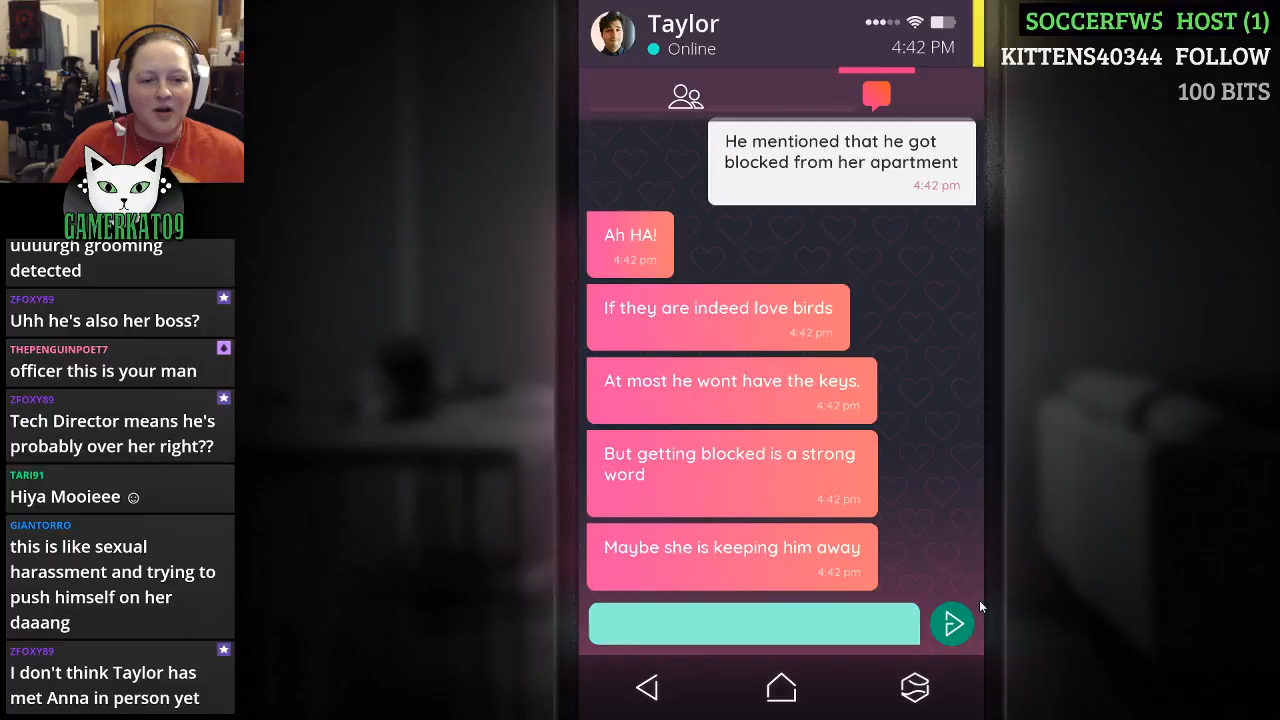 SOCCERFW5 HOST (1)
KITTENS40344 FOLLOW
100 BITS
Taylor
Online
4:42 PM
He mentioned that he got
blocked from her apartment
4:42 pm
Ah HA!
4:42 pm
If they are indeed love birds
4:42 pm
At most he wont have the keys.
4:42 pm
But getting blocked is a strong
word
4:42 pm
Maybe she is keeping him away
4:42 pm
GAMERKAT09
uuuurgh grooming
detected
ZFOXY89
Uhh he's also her boss?
THEPENGUINPOET7
officer this is your man
ZFOXY89
Tech Director means he's
probably over her right??
TARI91
Hiya Mooieee
GIANTORRO
this is like sexual
harassment and trying to
push himself on her
daaang
ZFOXY89
I don't think Taylor has
met Anna in person yet